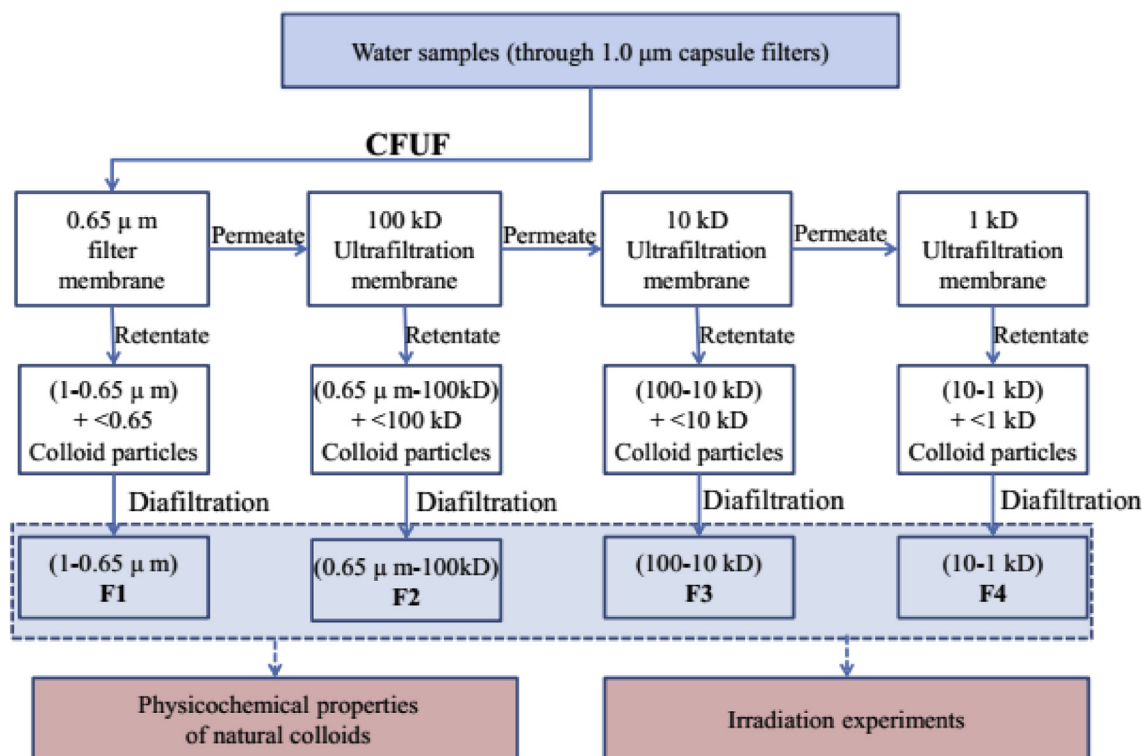 Water samples (through 1.0 μm capsule filters)
CFUF
0.65 μ m
filter
membrane
Permeate
100 kD
Ultrafiltration
membrane
Permeate
10 kD
Ultrafiltration
membrane
Permeate
1 kD
Ultrafiltration
membrane
Retentate
Retentate
Retentate
Retentate
(1-0.65 μ m)
+ <0.65
Colloid particles
(0.65 μ m-100kD)
+ <100 kD
Colloid particles
(100-10 kD)
+ <10 kD
Colloid particles
(10-1 kD)
+ <1 kD
Colloid particles
Diafiltration
Diafiltration
Diafiltration
Diafiltration
(1-0.65 μ m)
F1
(0.65 μ m-100kD)
F2
(100-10 kD)
F3
(10-1 kD)
F4
Physicochemical properties
of natural colloids
Irradiation experiments